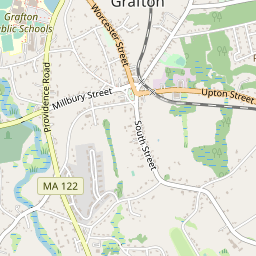 Grafton
Grafton
Public Schools
Worcester Street
Providence Road
Millbury Street
Upton Street
South Street
MA 122